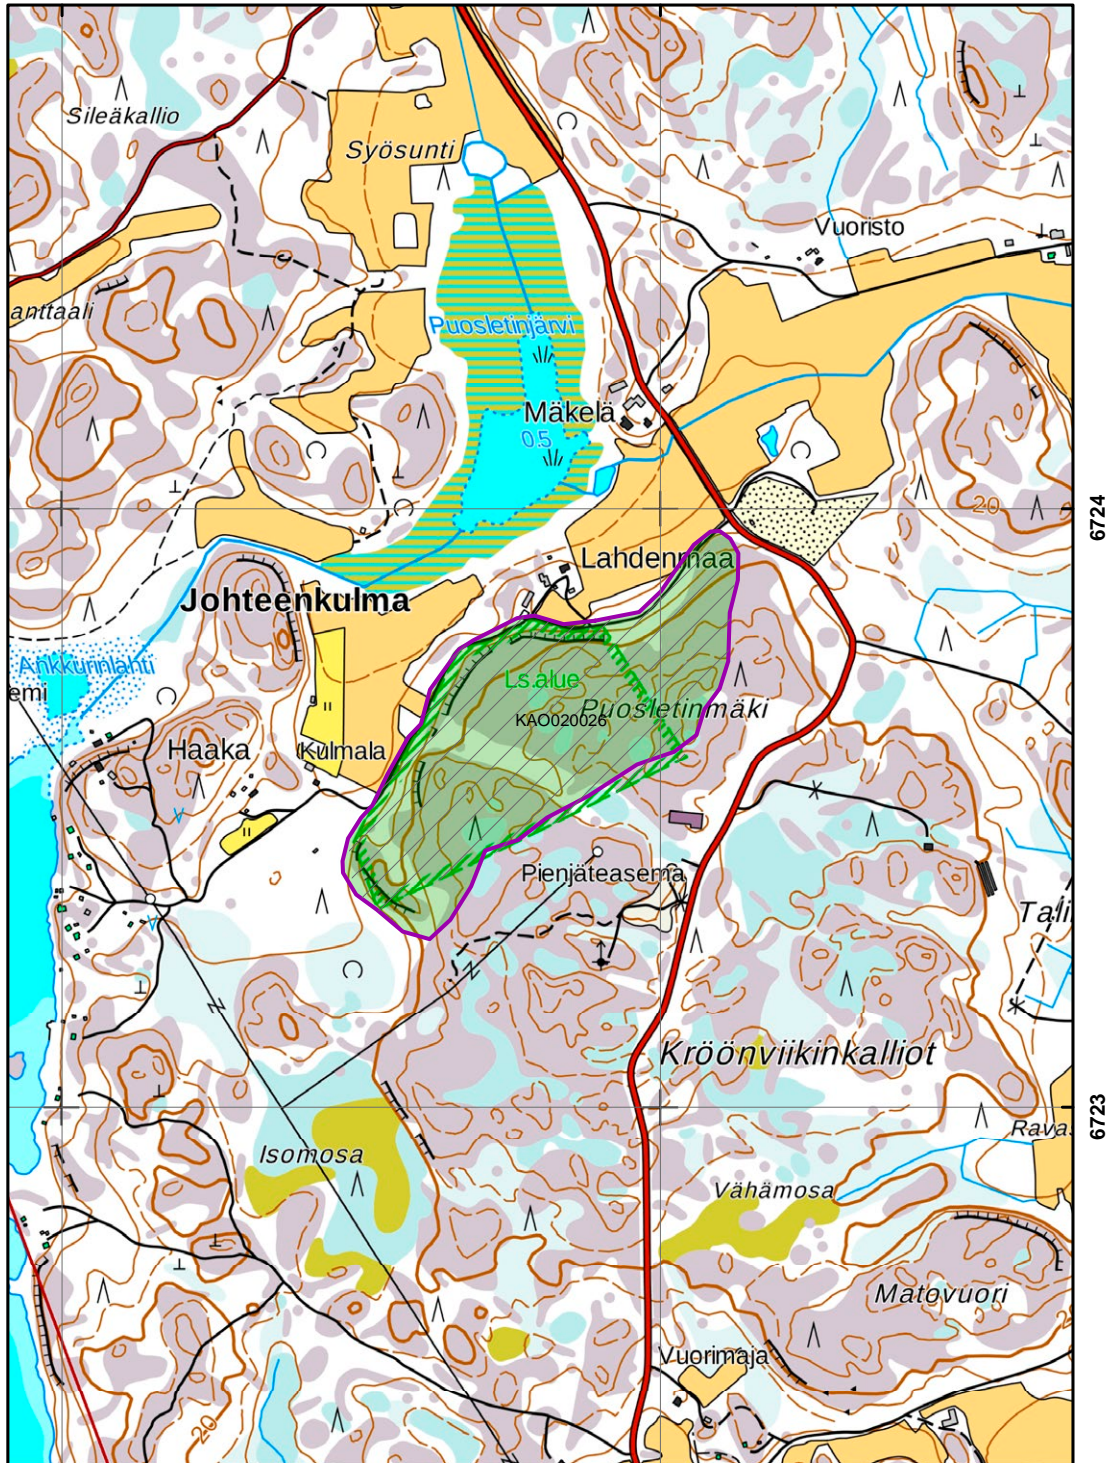 Sileäkallio
Syösunti
Vuoristo
anttaali
Puosletinjärvi
Mäkelä
0.5
20
6724
Lahdenmaa
Johteenkulma
Ankkurinlahti
emi
Ls.alue
KAO020026
Puosletinmäki
Haaka
Kulmala
Pienjäteasema
Tali
Kröönviikinkalliot
6723
Ravas
Isomosa
Vähämosa
Matovuori
Vuorimaja
20